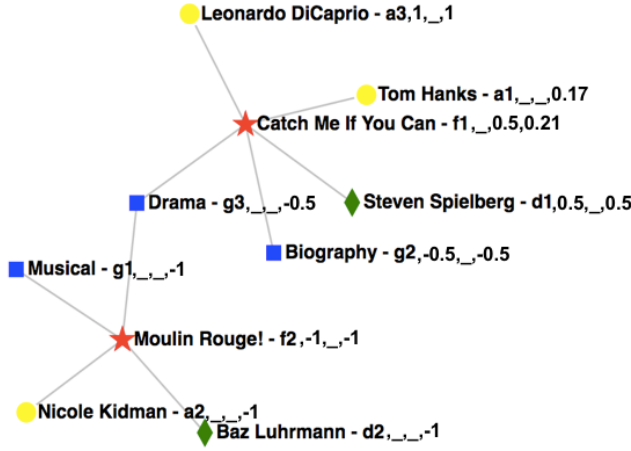 Leonardo DiCaprio - a3,1,_,1
Tom Hanks - a1,_,_,0.17
Catch Me If You Can - f1,_,0.5,0.21
Drama - g3,_,_,-0.5
Steven Spielberg - d1,0.5,_,0.5
Biography - g2,-0.5,_,-0.5
Musical - g1,_,_,-1
Moulin Rouge! - f2,-1,_,-1
Nicole Kidman - a2,_,_,-1
Baz Luhrmann - d2,_,_,-1